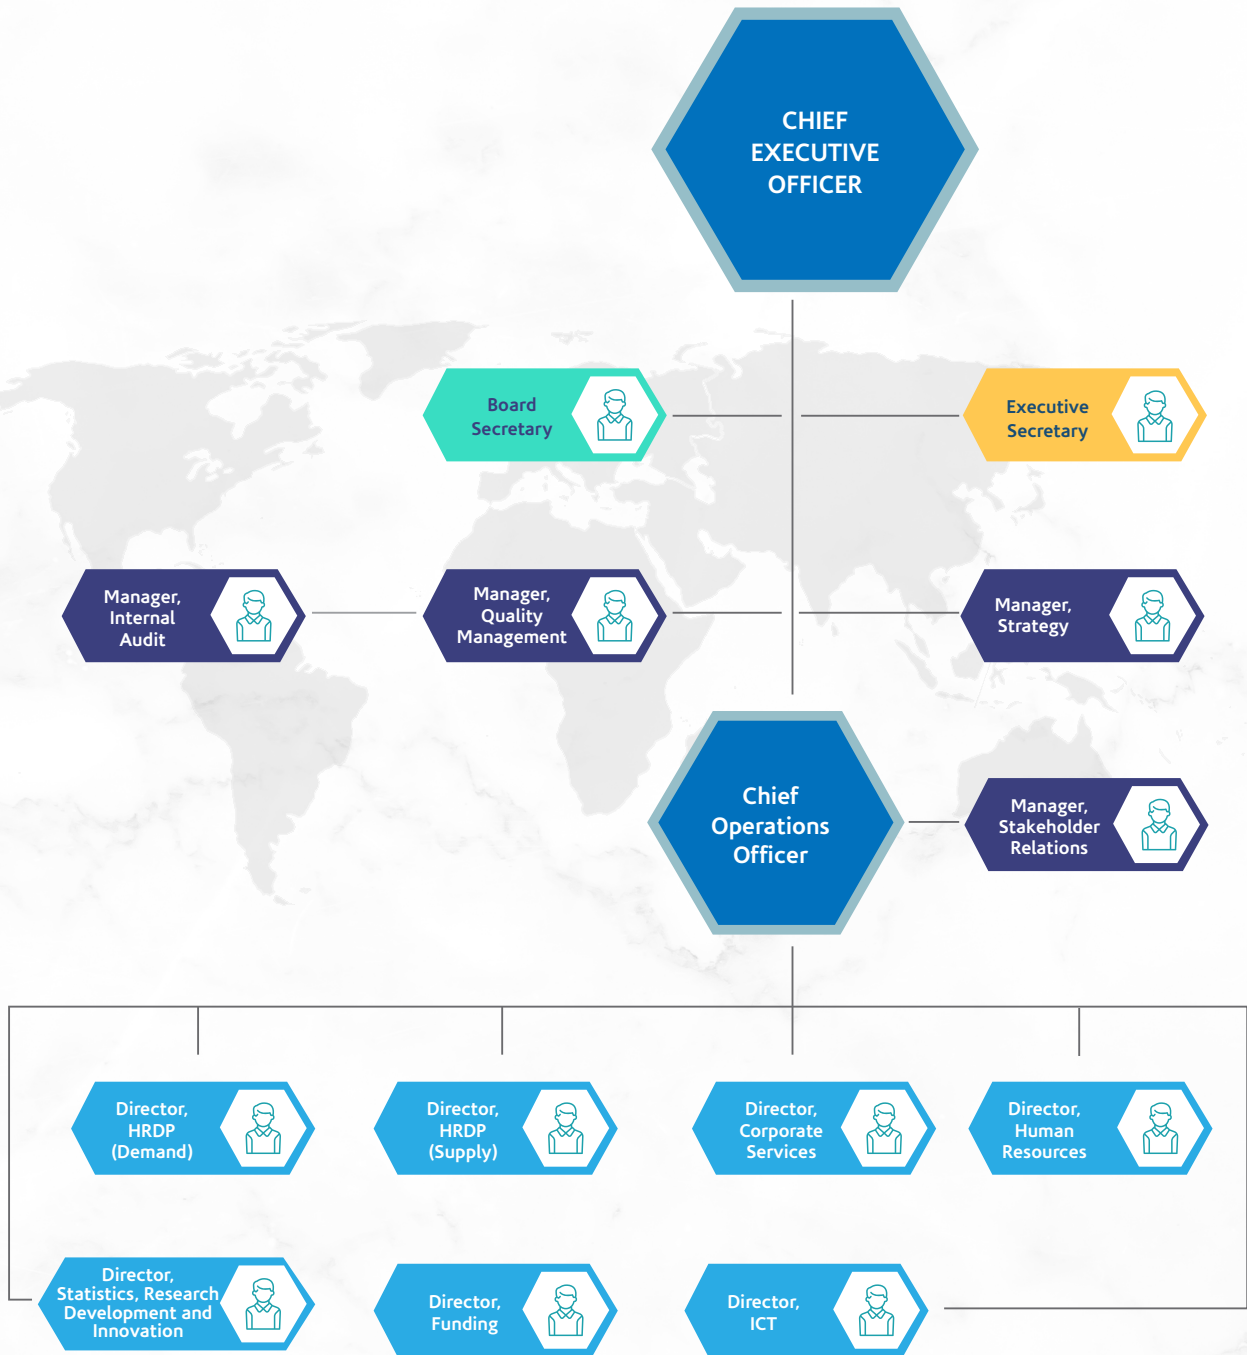 CHIEF
EXECUTIVE
OFFICER
Board
Secretary
Executive
Secretary
Manager,
Internal
Audit
Manager,
Quality
Management
Manager,
Strategy
Chief
Operations
Officer
Manager,
Stakeholder
Relations
Director,
HRDP
(Demand)
Director,
HRDP
(Supply)
Director,
Corporate
Services
Director,
Human
Resources
Director,
Statistics, Research
Development and
Innovation
Director,
Funding
Director,
ICT